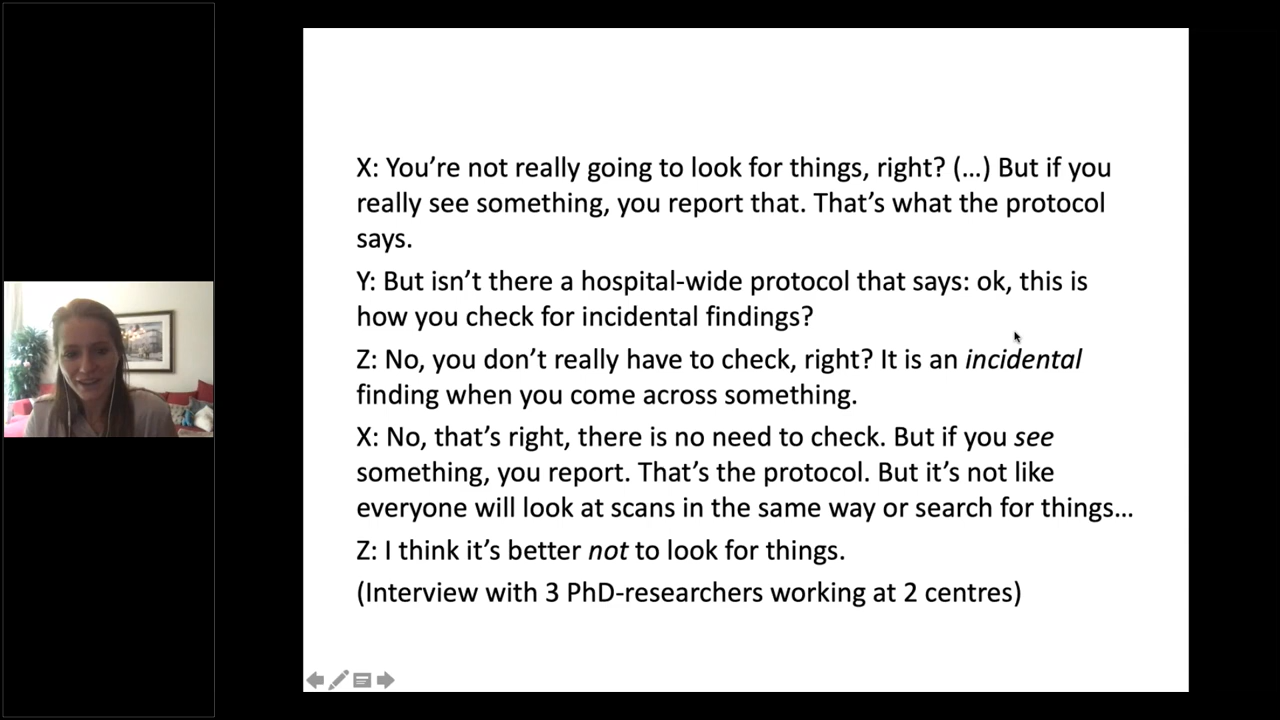 X: You’re not really going to look for things, right? (…) But if you
really see something, you report that. That’s what the protocol
says.
Y: But isn’t there a hospital-wide protocol that says: ok, this is
how you check for incidental findings?
Z: No, you don’t really have to check, right? It is an incidental
finding when you come across something.
X: No, that’s right, there is no need to check. But if you see
something, you report. That’s the protocol. But it’s not like
everyone will look at scans in the same way or search for things…
Z: I think it’s better not to look for things.
(Interview with 3 PhD-researchers working at 2 centres)